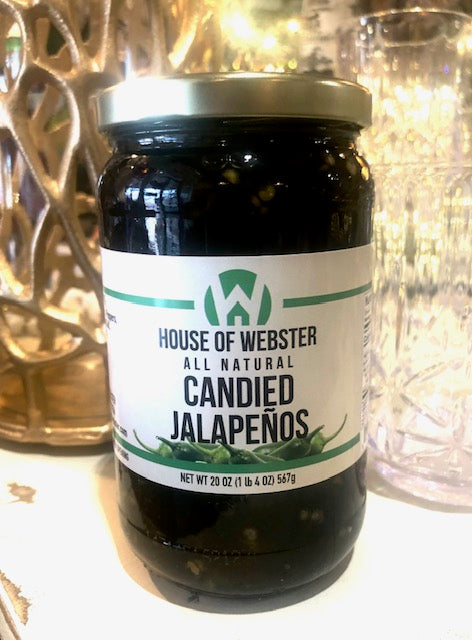 W
HOUSE OF WEBSTER
ALL NATURAL
CANDIED
JALAPEÑOS
NET WT 20 OZ (1 lb 4 OZ) 567g